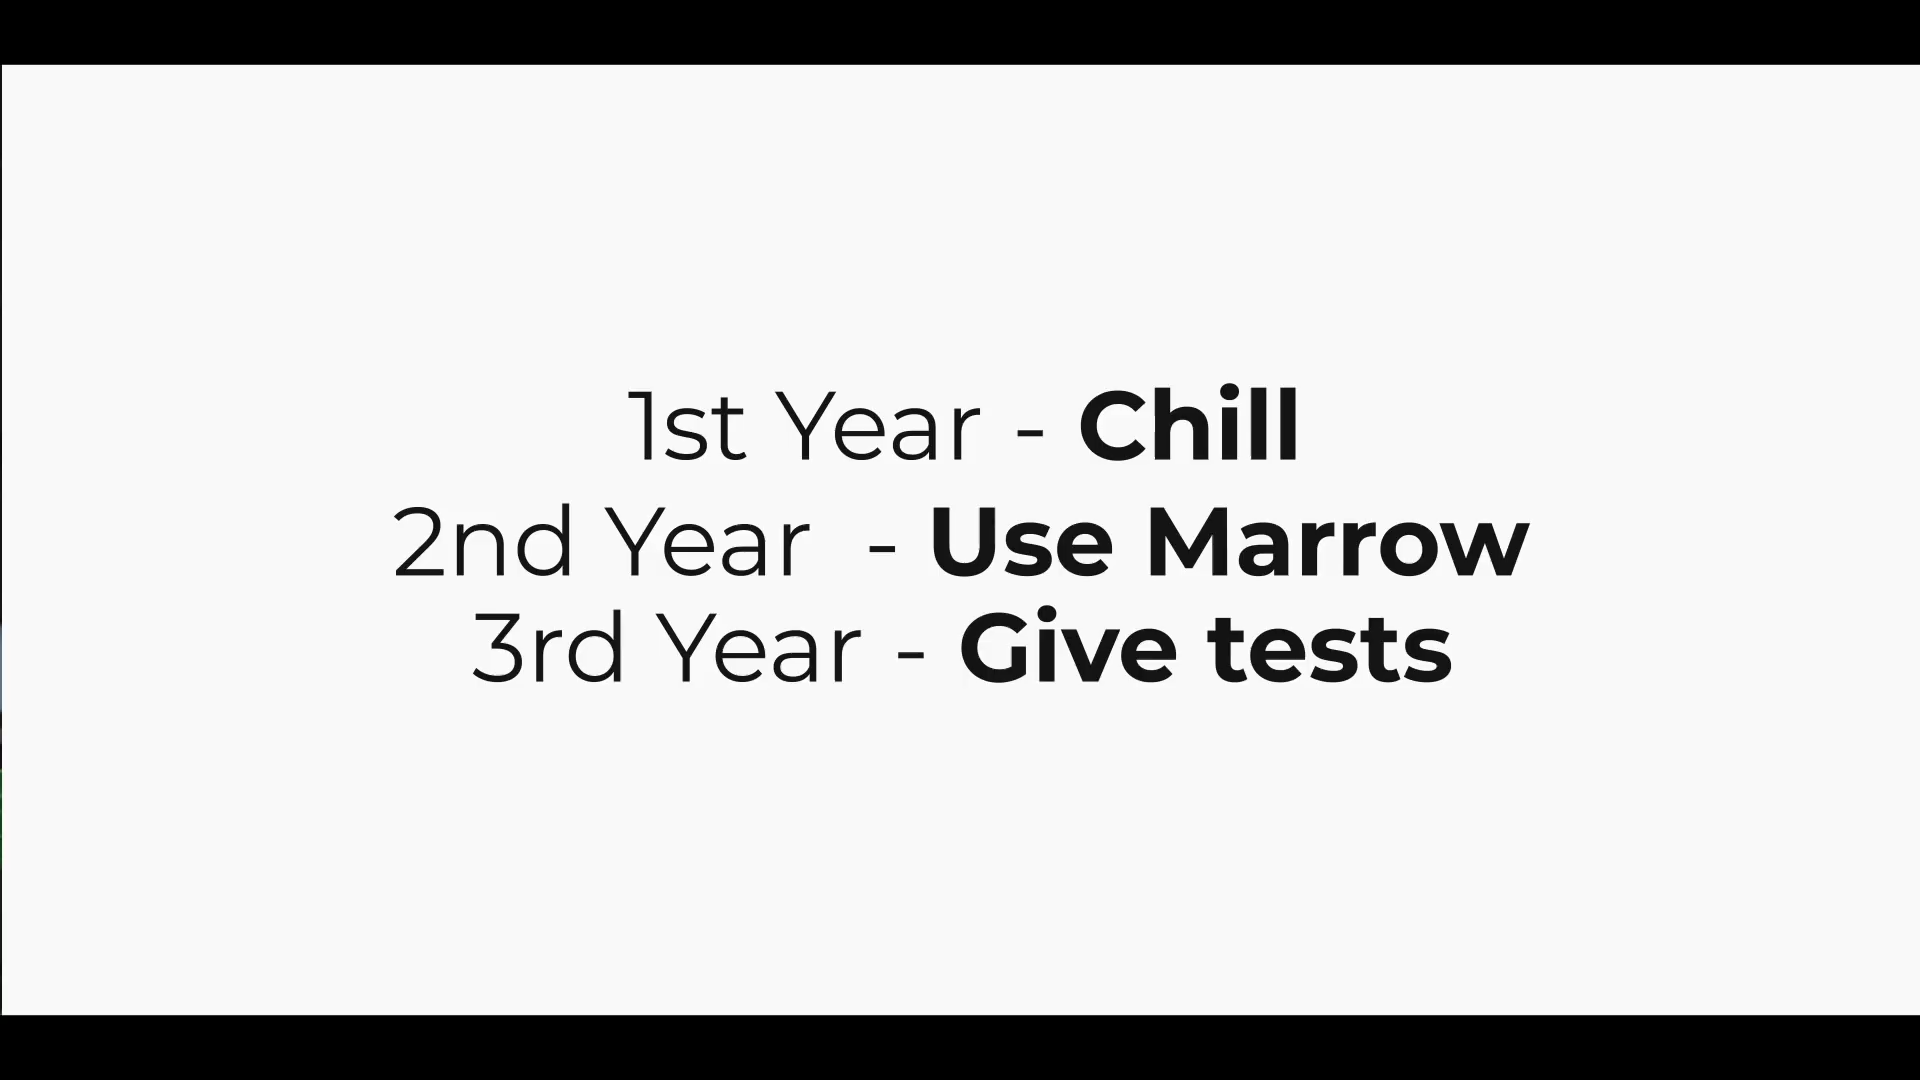 1st Year - Chill
2nd Year  - Use Marrow
3rd Year - Give tests